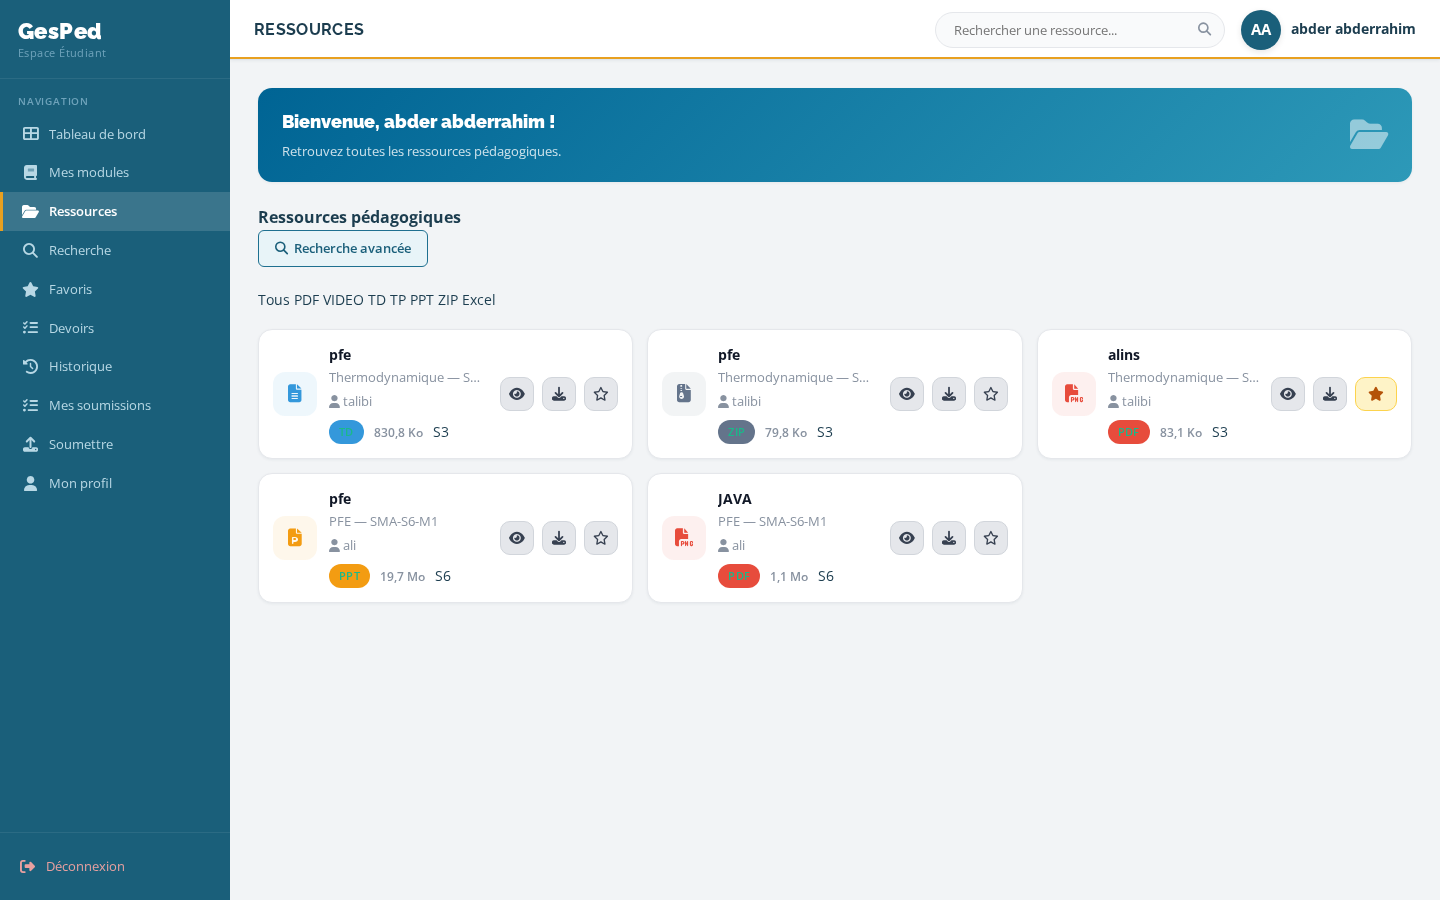 GesPed
Espace Étudiant
NAVIGATION
Tableau de bord
Mes modules
Ressources
Recherche
Favoris
Devoirs
Historique
Mes soumissions
Soumettre
Mon profil
Déconnexion
RESSOURCES
Rechercher une ressource...
AA
abder abderrahim
Bienvenue, abder abderrahim !
Retrouvez toutes les ressources pédagogiques.
Ressources pédagogiques
Recherche avancée
Tous PDF VIDEO TD TP PPT ZIP Excel
pfe
Thermodynamique — S...
talibi
830,8 Ko S3
pfe
Thermodynamique — S...
talibi
ZIP 79,8 Ko S3
alins
PNG
Thermodynamique — S...
talibi
PDF 83,1 Ko S3
pfe
PFE — SMA-S6-M1
ali
PPT 19,7 Mo S6
JAVA
PNG
PFE — SMA-S6-M1
ali
PDF 1,1 Mo S6